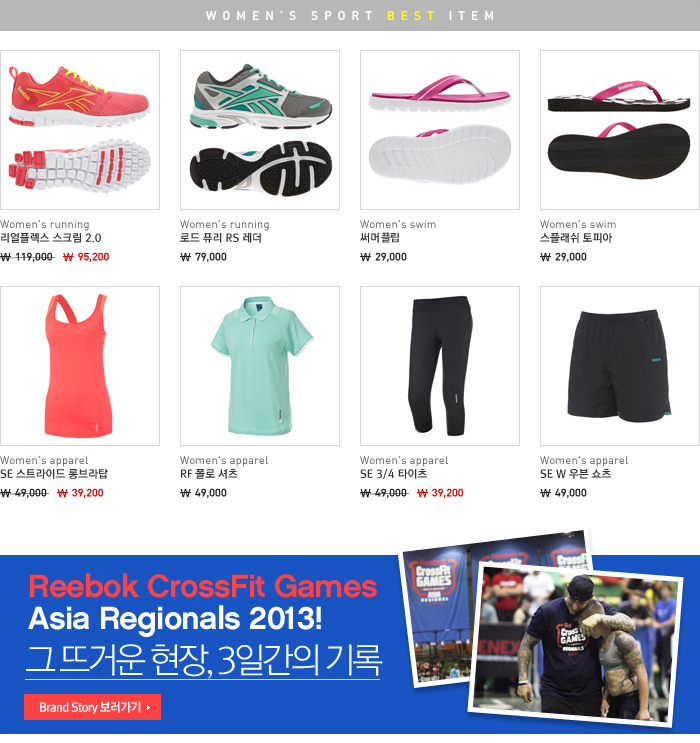 WOMEN'S SPORT BEST ITEM
Women's running
리얼플렉스 스크림 2.0
₩ 119,000 ₩ 95,200
Women's running
로드 퓨리 RS 레더
₩ 79,000
Women's swim
써머플립
₩ 29,000
Women's swim
스플래쉬 토피아
₩ 29,000
Women's apparel
SE 스트라이드 롱브라탑
₩ 49,000 ₩ 39,200
Women's apparel
RF 폴로 셔츠
₩ 49,000
Women's apparel
SE 3/4 타이츠
₩ 49,000 ₩ 39,200
Women's apparel
SE W 우븐 쇼츠
₩ 49,000
Reebok CrossFit Games
Asia Regionals 2013!
그 뜨거운 현장, 3일간의 기록
Brand Story 보러가기
CROSSFIT
GAMES
ASIA
REGIONAL
CROSSFIT
GAMES